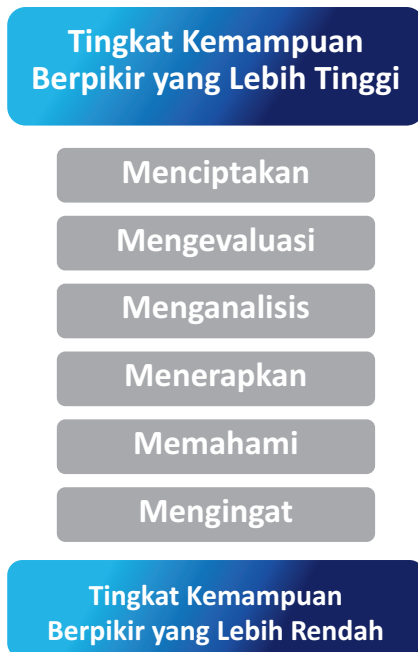 Tingkat Kemampuan
Berpikir yang Lebih Tinggi
Menciptakan
Mengevaluasi
Menganalisis
Menerapkan
Memahami
Mengingat
Tingkat Kemampuan
Berpikir yang Lebih Rendah